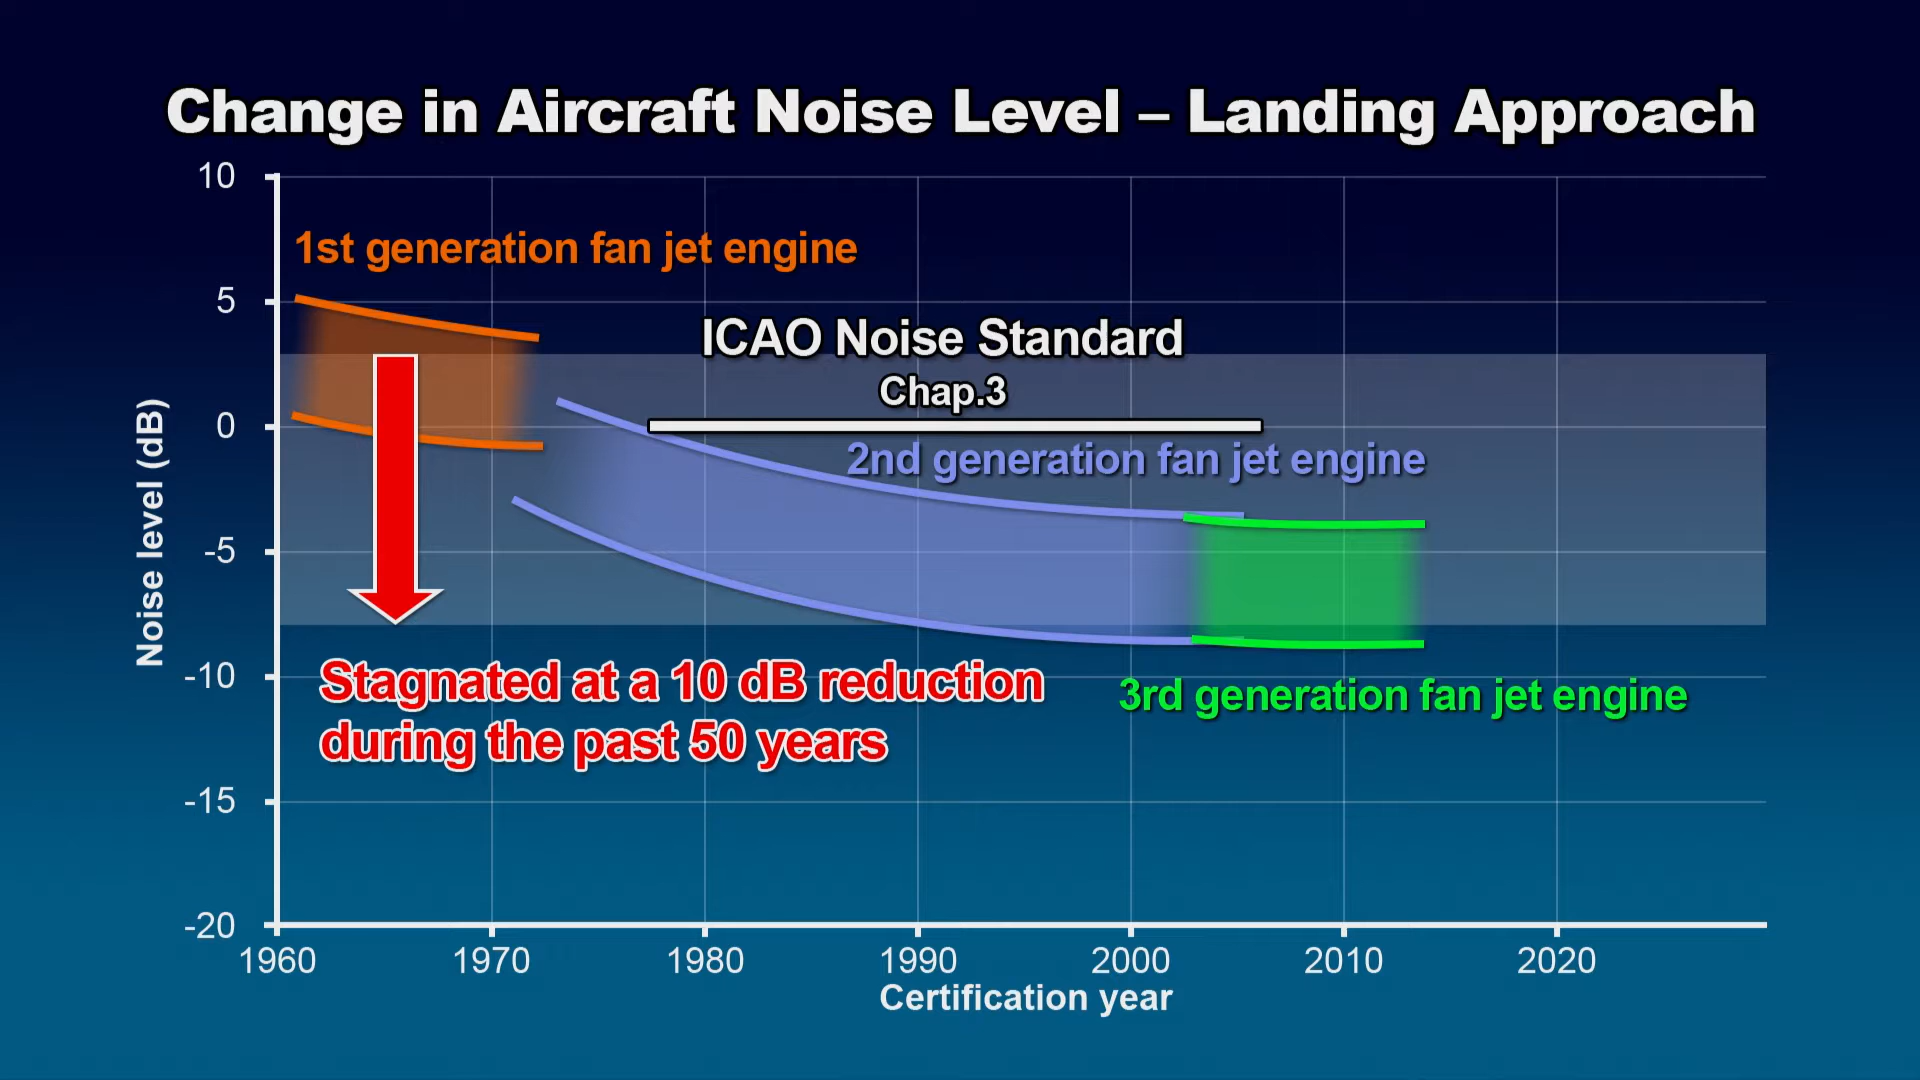 Change in Aircraft Noise Level – Landing Approach
10
1st generation fan jet engine
5
ICAO Noise Standard
Chap.3
0
2nd generation fan jet engine
Noise level (dB)
-5
-10
Stagnated at a 10 dB reduction
during the past 50 years
3rd generation fan jet engine
-15
-20
1960 1970 1980 1990 2000 2010 2020
Certification year